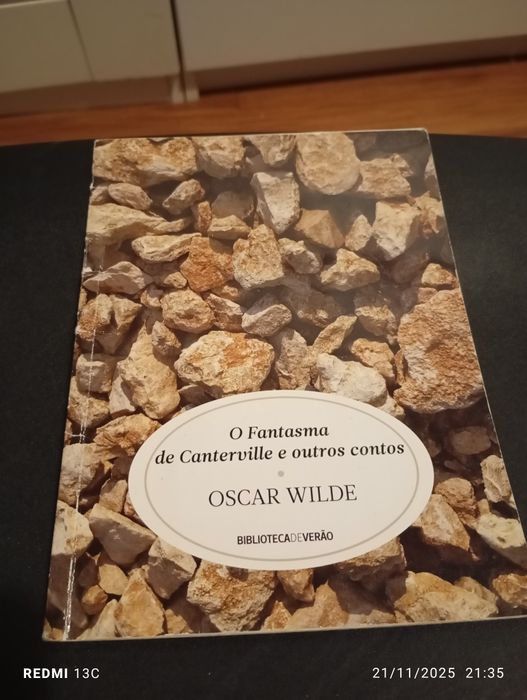 O Fantasma
de Canterville e outros contos
OSCAR WILDE
BIBLIOTECADEVERÃO
REDMI 13C
21/11/2025 21:35